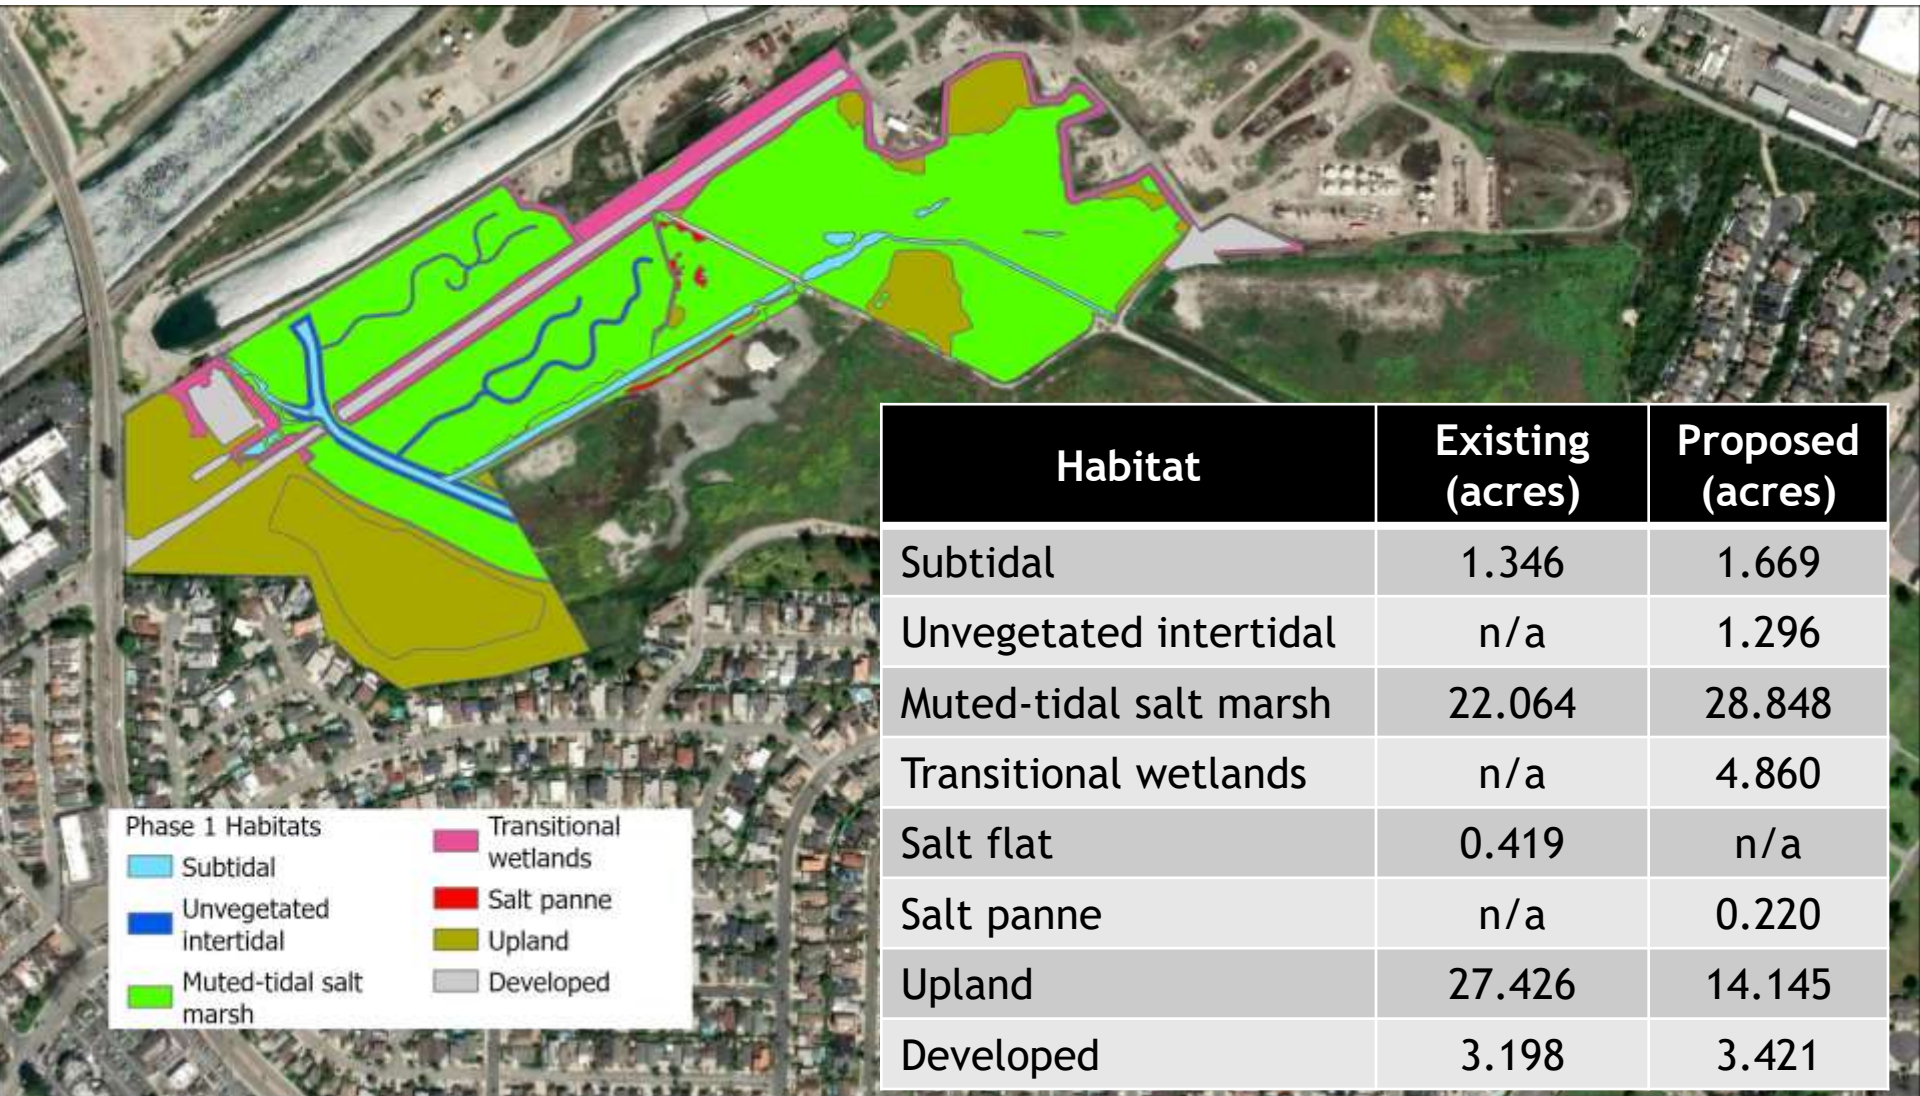 Habitat Existing (acres) Proposed (acres)
Subtidal 1.346 1.669
Unvegetated intertidal n/a 1.296
Muted-tidal salt marsh 22.064 28.848
Transitional wetlands n/a 4.860
Salt flat 0.419 n/a
Salt panne n/a 0.220
Upland 27.426 14.145
Developed 3.198 3.421
Phase 1 Habitats
Subtidal
Unvegetated
intertidal
Muted-tidal salt
marsh
Transitional
wetlands
Salt panne
Upland
Developed